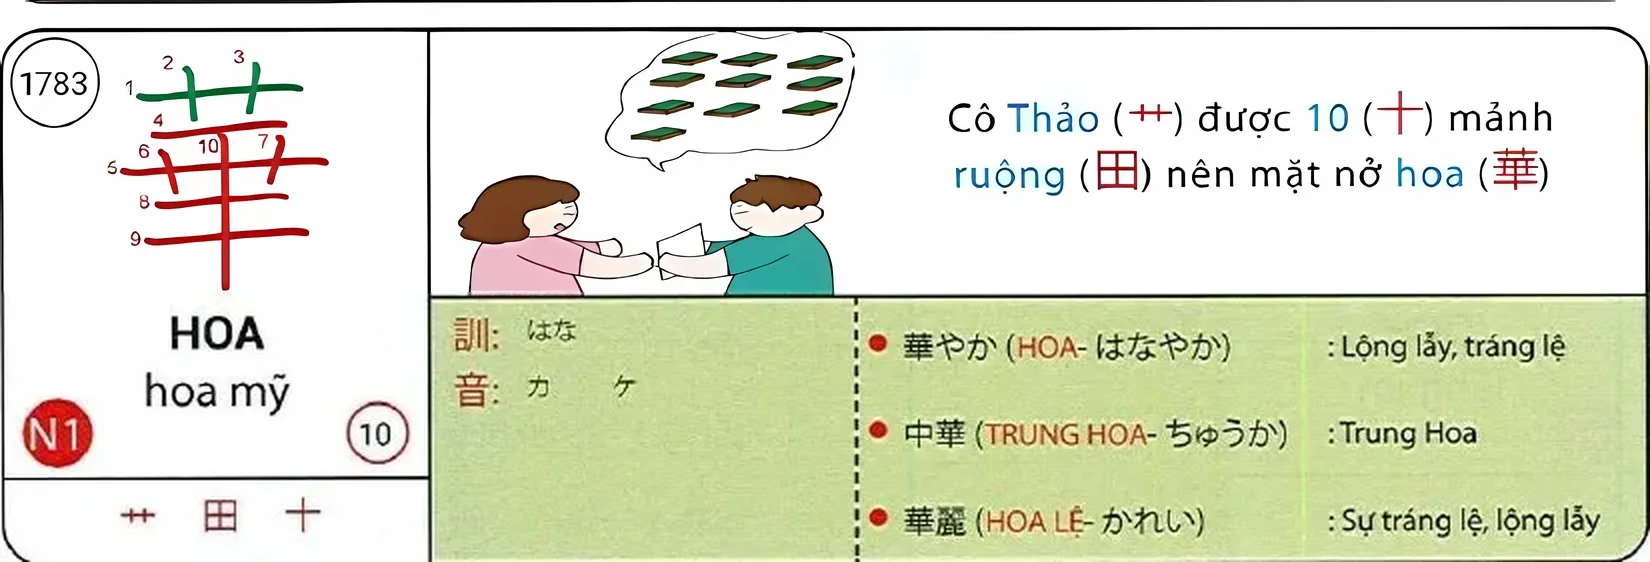 1783
1
2
3
4
5
6
7
8
9
10
華
HOA
hoa mỹ
N1
10
艹 田 十
Cô Thảo (艹) được 10 (十) mảnh
ruộng (田) nên mặt nở hoa (華)
訓: はな
音: カ ケ
華やか (HOA- はなやか) : Lộng lẫy, tráng lệ
中華 (TRUNG HOA- ちゅうか) : Trung Hoa
華麗 (HOA LỆ- かれい) : Sự tráng lệ, lộng lẫy